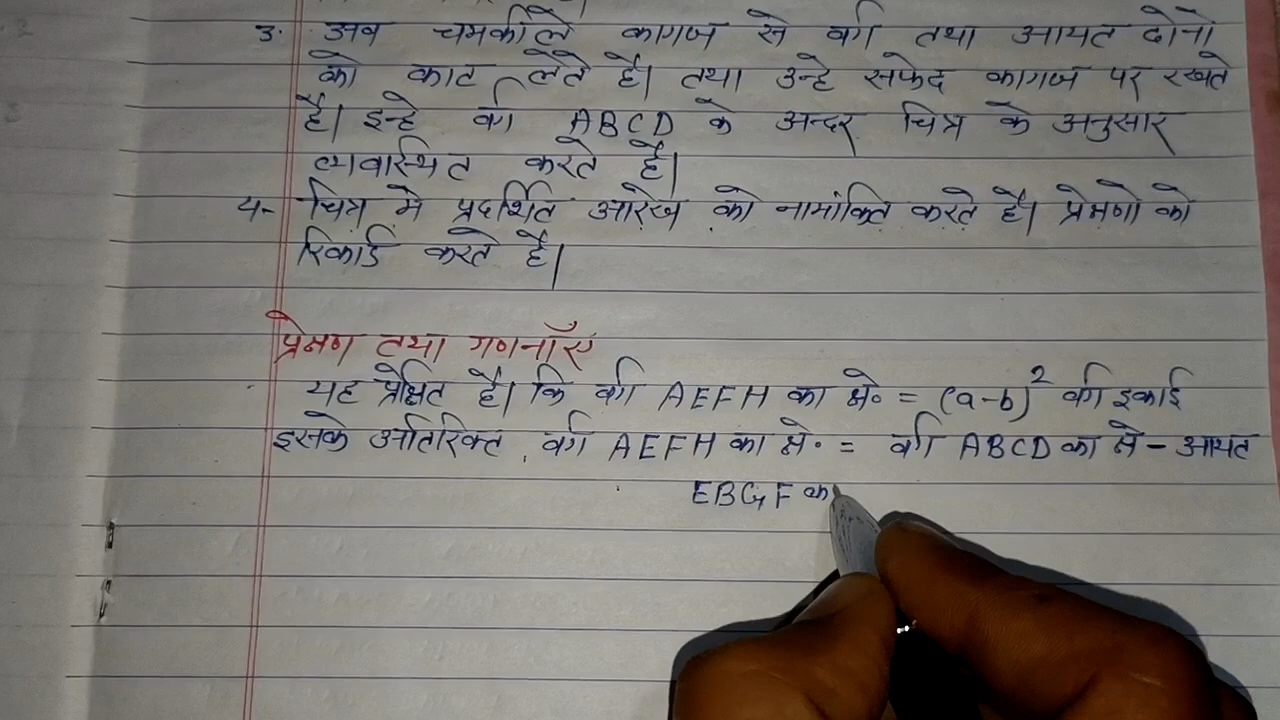 3. अब चमकीले कागज से वर्ग तथा आयत दोनो
को काट लेते है। तथा उन्हे सफेद कागज पर रखते
है। इन्हे वर्ग ABCD के अन्दर चित्र के अनुसार
व्यवस्थित करते है।
4- चित्र मे प्रदर्शित आरेख को नामांकित करते है। प्रेक्षणो को
रिकार्ड करते है।
प्रेक्षण तथा गणनाँए
यह प्रेक्षित है। कि वर्ग AEFH का क्षे० = (a-b)² वर्ग इकाई
इसके अतिरिक्त, वर्ग AEFH का क्षे० = वर्ग ABCD का क्षे - आयत
EBGF क